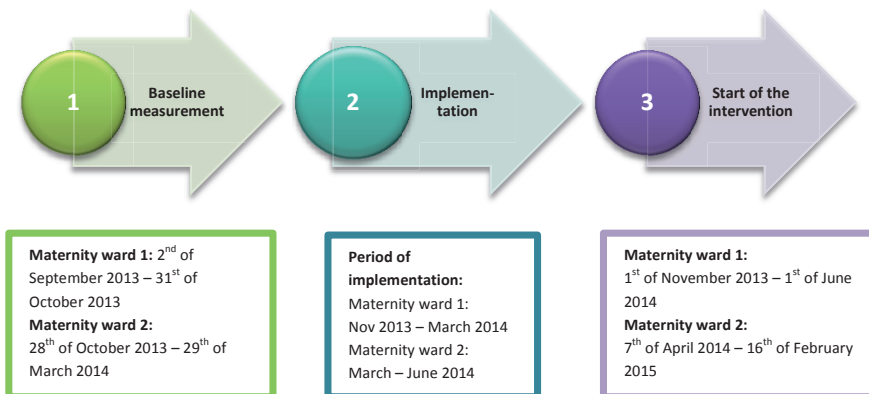 1
Baseline
measurement
2
Implemen-
tation
3
Start of the
intervention
Maternity ward 1: 2nd of
September 2013 – 31st of
October 2013
Maternity ward 2:
28th of October 2013 – 29th of
March 2014
Period of
implementation:
Maternity ward 1:
Nov 2013 – March 2014
Maternity ward 2:
March – June 2014
Maternity ward 1:
1st of November 2013 – 1st of June
2014
Maternity ward 2:
7th of April 2014 – 16th of February
2015